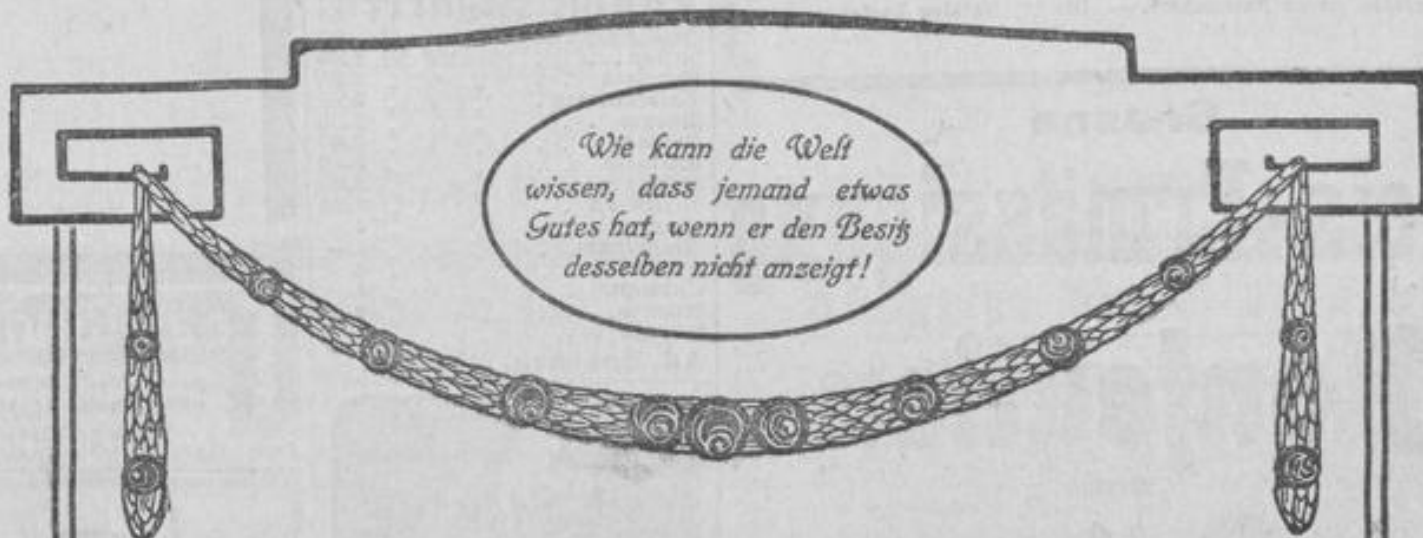 Wie kann die Welt
wissen, dass jemand etwas
Gutes hat, wenn er den Besitz
desselben nicht anzeigt!